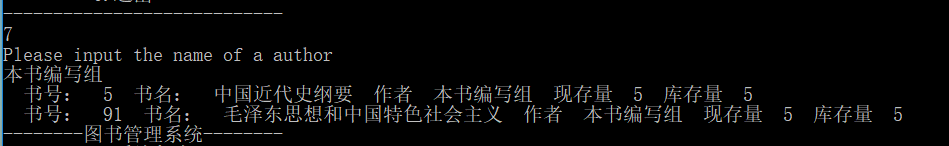 ----------------------------
7
Please input the name of a author
本书编写组
书号： 5 书名： 中国近代史纲要 作者 本书编写组 现存量 5 库存量 5
书号： 91 书名： 毛泽东思想和中国特色社会主义 作者 本书编写组 现存量 5 库存量 5
--------图书管理系统--------